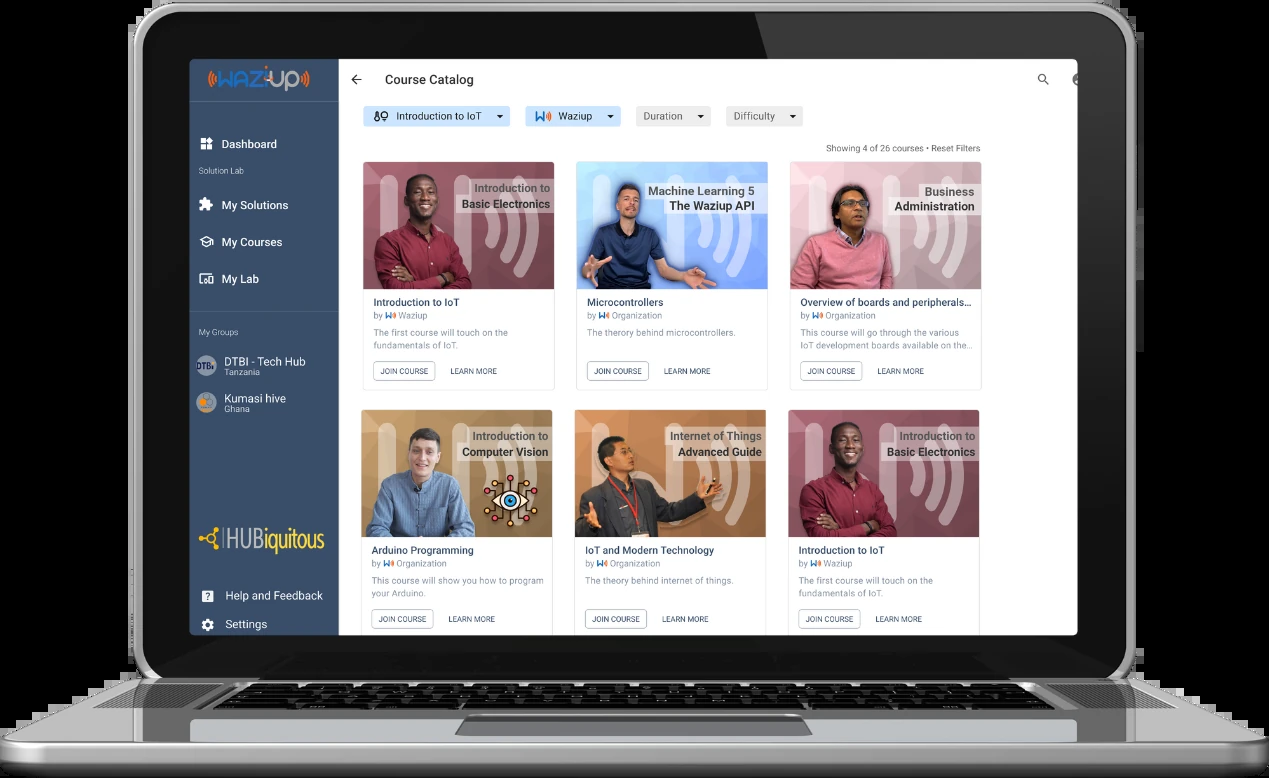 WAZIUP
Course Catalog
Introduction to IoT
Waziup
Duration
Difficulty
Dashboard
Solution Lab
My Solutions
My Courses
My Lab
My Groups
DTBi
DTBI - Tech Hub
Tanzania
Kumasi hive
Ghana
HUBiquitous
Help and Feedback
Settings
Showing 4 of 26 courses • Reset Filters
Introduction to
Basic Electronics
Introduction to IoT
by W Waziup
The first course will touch on the
fundamentals of IoT.
JOIN COURSE LEARN MORE
Machine Learning 5
The Waziup API
Microcontrollers
by W Organization
The therory behind microcontrollers.
JOIN COURSE LEARN MORE
Business
Administration
Overview of boards and peripherals...
by W Organization
This course will go through the various
IoT development boards available on the...
JOIN COURSE LEARN MORE
Introduction to
Computer Vision
Arduino Programming
by W Organization
This course will show you how to program
your Arduino.
JOIN COURSE LEARN MORE
Internet of Things
Advanced Guide
IoT and Modern Technology
by W Organization
The theory behind internet of things.
JOIN COURSE LEARN MORE
Introduction to
Basic Electronics
Introduction to IoT
by W Waziup
The first course will touch on the
fundamentals of IoT.
JOIN COURSE LEARN MORE